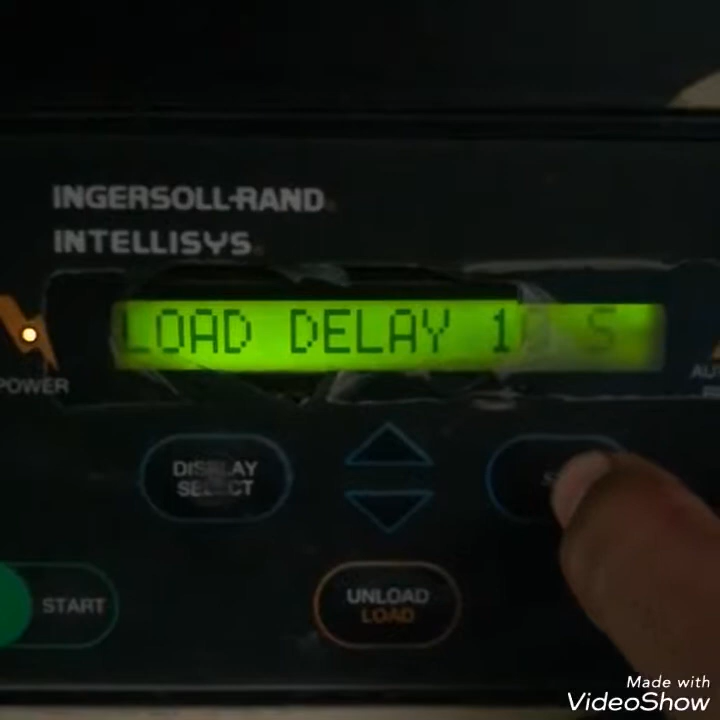 INGERSOLL-RAND
INTELLISYS
LOAD DELAY 1 S
POWER
DISPLAY
SELECT
START
UNLOAD
LOAD
Made with
VideoShow